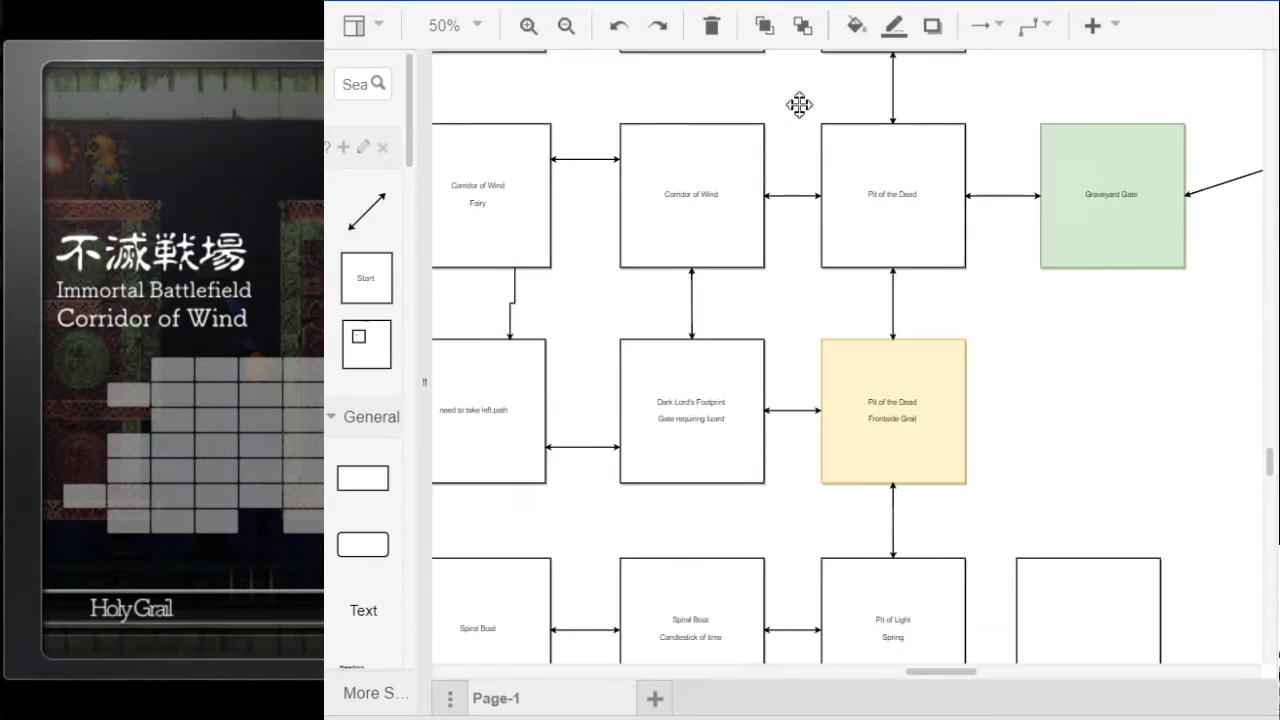 不滅戦場
Immortal Battlefield
Corridor of Wind
Holy Grail
50%
Sea
?
Start
General
Text
More S...
Corridor of Wind
Fairy
Corridor of Wind
Pit of the Dead
Graveyard Gate
need to take left path
Dark Lord's Footprint
Gate requiring lizard
Pit of the Dead
Frontside Grail
Spiral Boat
Spiral Boat
Candlestick of time
Pit of Light
Spring
Page-1